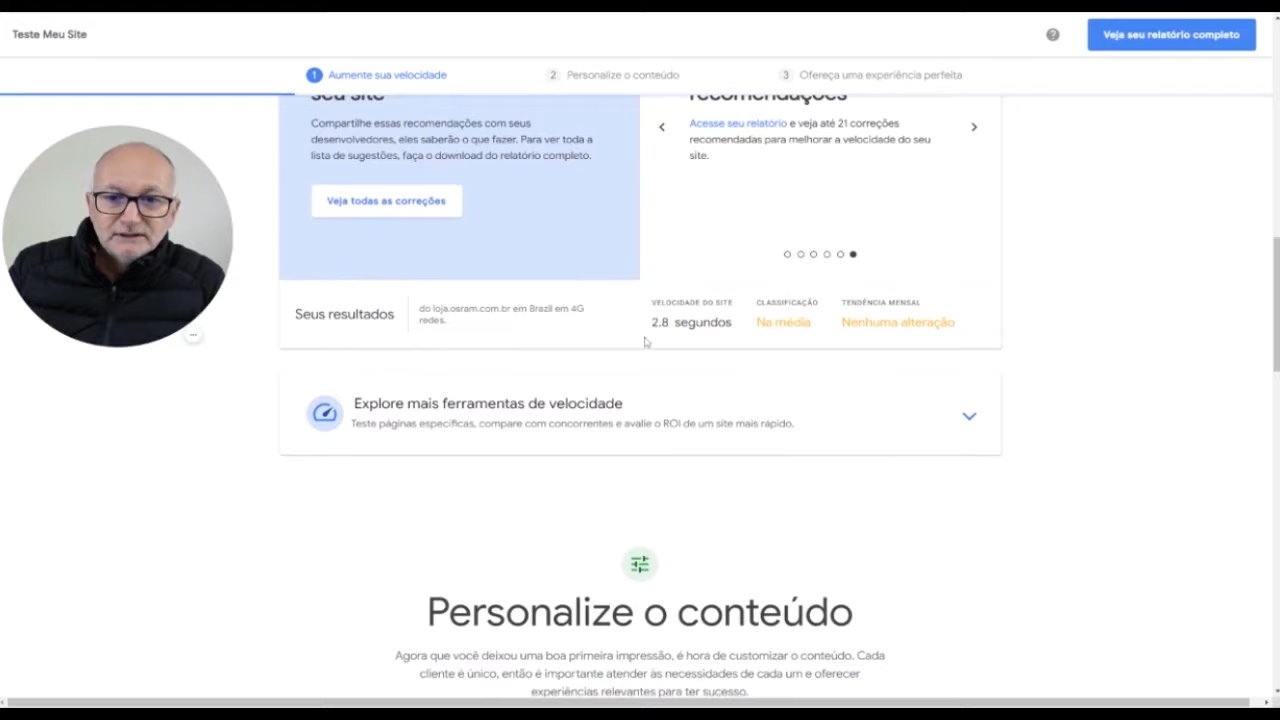 Teste Meu Site
Veja seu relatório completo
1 Aumente sua velocidade
2 Personalize o conteúdo
3 Ofereça uma experiência perfeita
seu site
Compartilhe essas recomendações com seus
desenvolvedores, eles saberão o que fazer. Para ver toda a
lista de sugestões, faça o download do relatório completo.
Veja todas as correções
recomendações
Acesse seu relatório e veja até 21 correções
recomendadas para melhorar a velocidade do seu
site.
Seus resultados
do loja.osram.com.br em Brazil em 4G
redes.
VELOCIDADE DO SITE
2.8 segundos
CLASSIFICAÇÃO
Na média
TENDÊNCIA MENSAL
Nenhuma alteração
Explore mais ferramentas de velocidade
Teste páginas específicas, compare com concorrentes e avalie o ROI de um site mais rápido.
Personalize o conteúdo
Agora que você deixou uma boa primeira impressão, é hora de customizar o conteúdo. Cada
cliente é único, então é importante atender às necessidades de cada um e oferecer
experiências relevantes para ter sucesso.